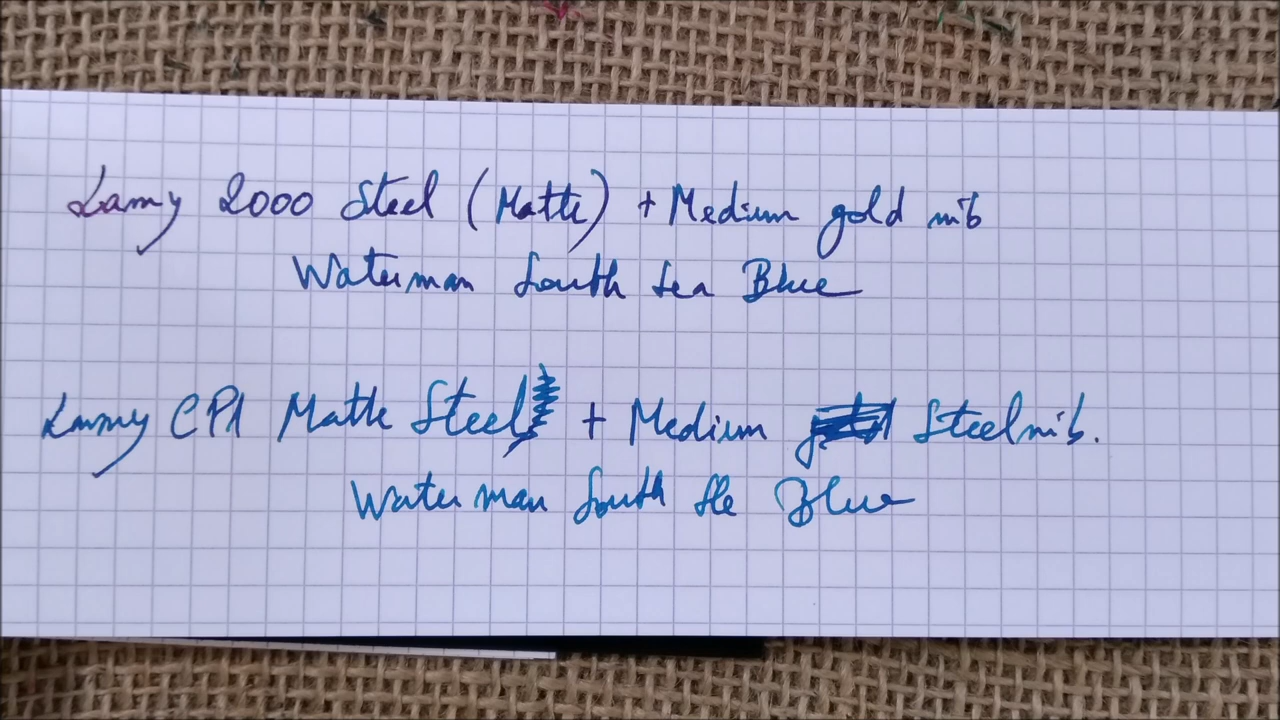 Lamy 2000 Steel (Matte) + Medium gold nib
Waterman South Sea Blue
Lamy CP1 Matte Steel + Medium Steel nib.
Waterman South Se Blue